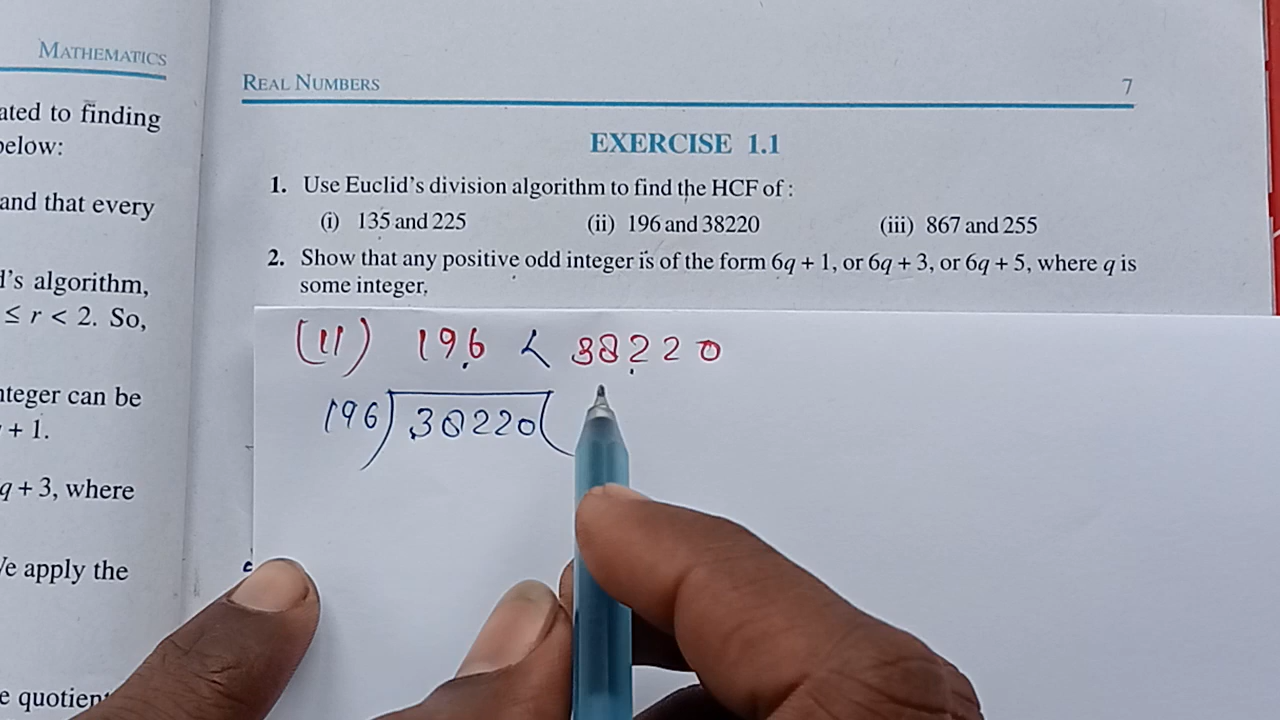 MATHEMATICS
ated to finding
below:
and that every
l's algorithm,
≤ r < 2. So,
nteger can be
+ 1.
q + 3, where
We apply the
e quotient
REAL NUMBERS 7
EXERCISE 1.1
1. Use Euclid's division algorithm to find the HCF of :
(i) 135 and 225 (ii) 196 and 38220 (iii) 867 and 255
2. Show that any positive odd integer is of the form 6q + 1, or 6q + 3, or 6q + 5, where q is
some integer.
(II) 196 < 38220
196) 38220(